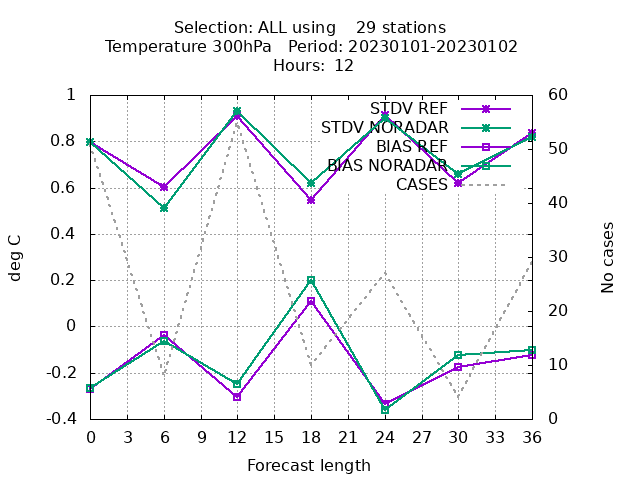 Selection: ALL using    29 stations
Temperature 300hPa   Period: 20230101-20230102
Hours:  12
1
0.8
0.6
0.4
0.2
0
-0.2
-0.4
deg C
STDV REF
STDV NORADAR
BIAS REF
BIAS NORADAR
CASES
60
50
40
30
20
10
0
No cases
0 3 6 9 12 15 18 21 24 27 30 33 36
Forecast length